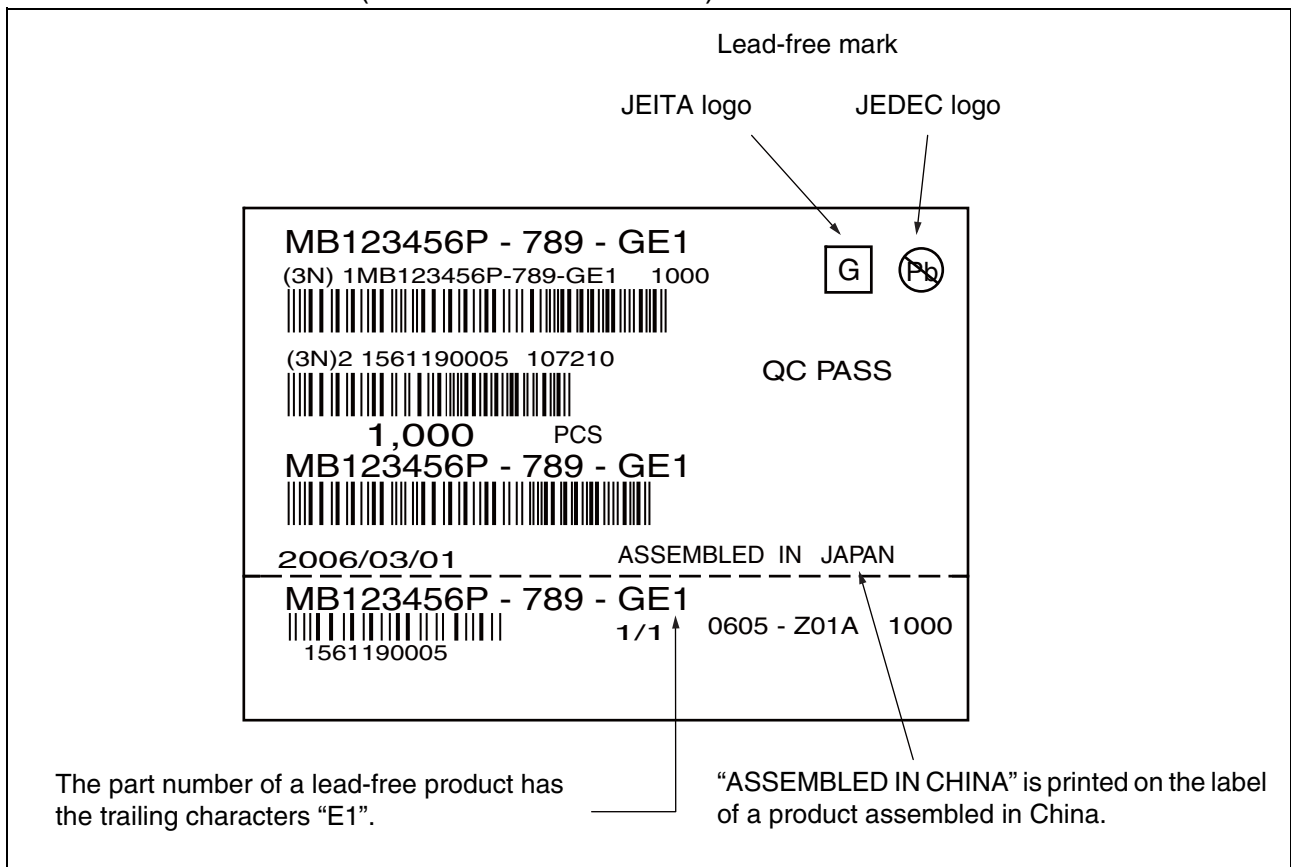 Lead-free mark
JEITA logo JEDEC logo
MB123456P - 789 - GE1
(3N) 1MB123456P-789-GE1 1000
G Pb
(3N)2 1561190005 107210
QC PASS
1,000 PCS
MB123456P - 789 - GE1
2006/03/01 ASSEMBLED IN JAPAN
MB123456P - 789 - GE1
1/1 0605 - Z01A 1000
1561190005
The part number of a lead-free product has
the trailing characters “E1”.
“ASSEMBLED IN CHINA” is printed on the label
of a product assembled in China.